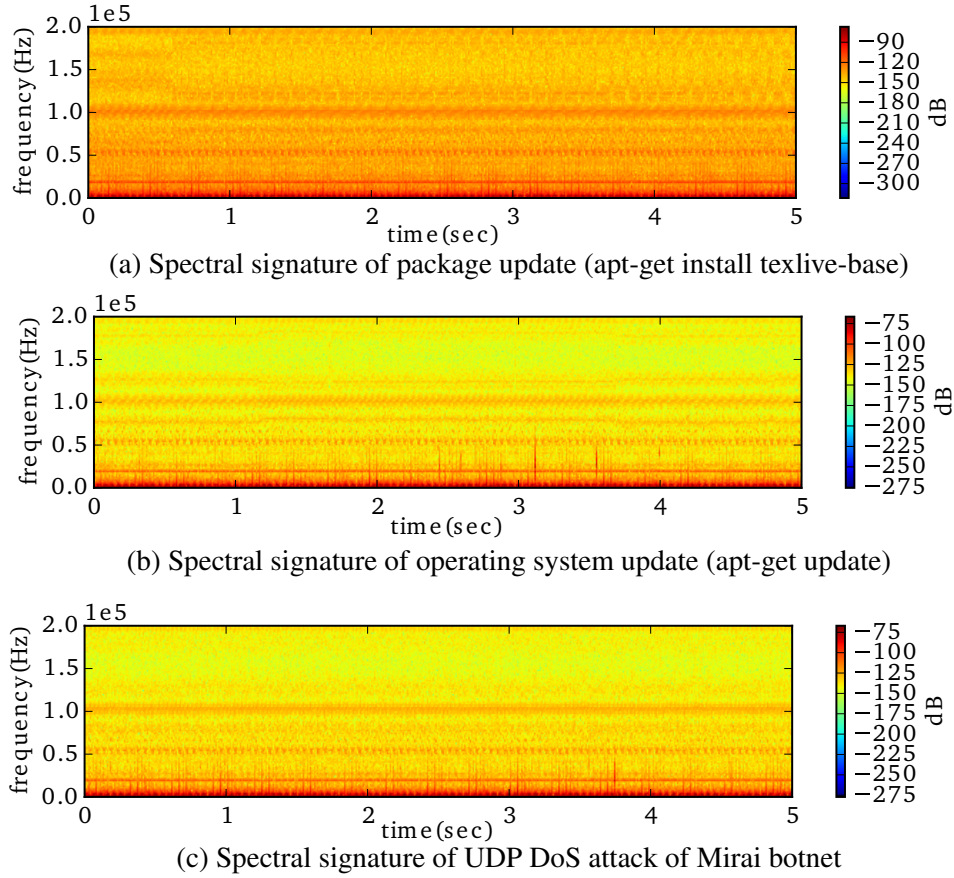 1e5
2.0
1.5
1.0
0.5
0.0
frequency(Hz)
0 1 2 3 4 5
time(sec)
−90
−120
−150
−180
−210
−240
−270
−300
dB
(a) Spectral signature of package update (apt-get install texlive-base)
1e5
2.0
1.5
1.0
0.5
0.0
frequency(Hz)
0 1 2 3 4 5
time(sec)
−75
−100
−125
−150
−175
−200
−225
−250
−275
dB
(b) Spectral signature of operating system update (apt-get update)
1e5
2.0
1.5
1.0
0.5
0.0
frequency(Hz)
0 1 2 3 4 5
time(sec)
−75
−100
−125
−150
−175
−200
−225
−250
−275
dB
(c) Spectral signature of UDP DoS attack of Mirai botnet